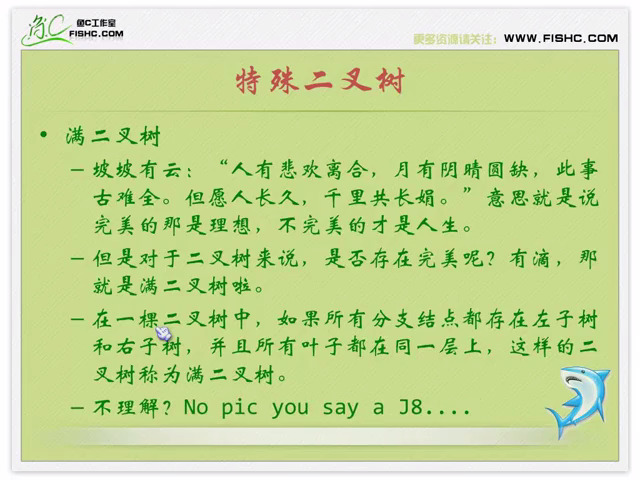 鱼C工作室
FISHC.COM
更多资源请关注：WWW.FISHC.COM
特殊二叉树
• 满二叉树
– 坡坡有云：“人有悲欢离合，月有阴晴圆缺，此事
古难全。但愿人长久，千里共长娟。”意思就是说
完美的那是理想，不完美的才是人生。
– 但是对于二叉树来说，是否存在完美呢？有滴，那
就是满二叉树啦。
– 在一棵二叉树中，如果所有分支结点都存在左子树
和右子树，并且所有叶子都在同一层上，这样的二
叉树称为满二叉树。
– 不理解？No pic you say a J8....